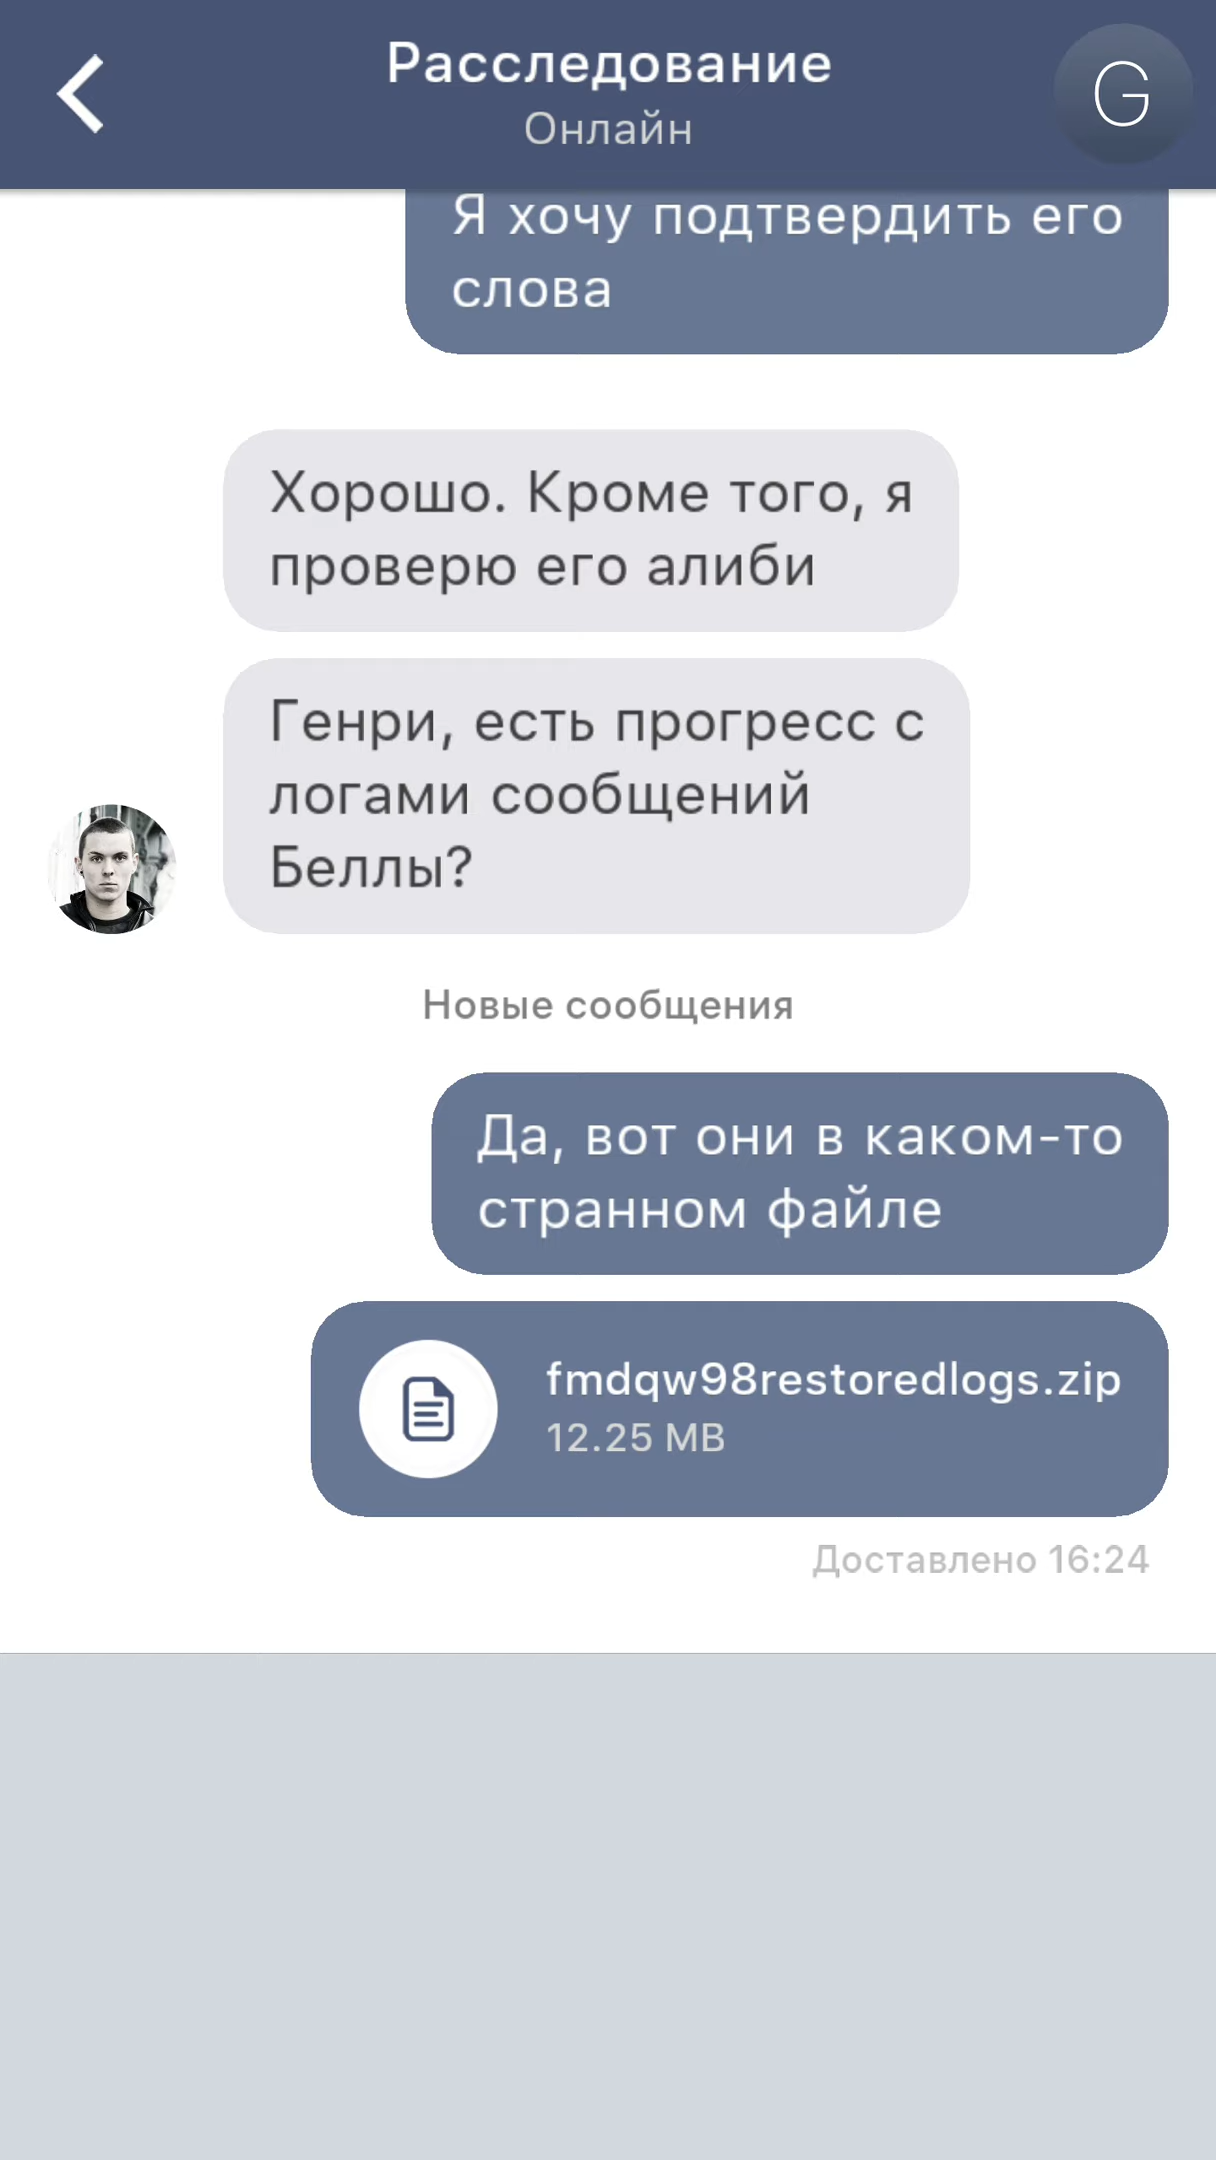 Расследование
Онлайн
G
Я хочу подтвердить его
слова
Хорошо. Кроме того, я
проверю его алиби
Генри, есть прогресс с
логами сообщений
Беллы?
Новые сообщения
Да, вот они в каком-то
странном файле
fmdqw98restoredlogs.zip
12.25 MB
Доставлено 16:24